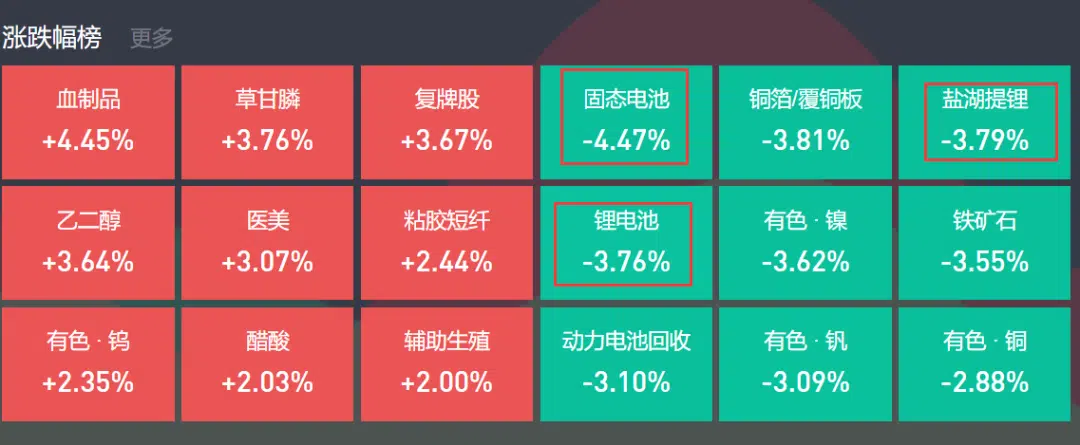 涨跌幅榜 更多
血制品 草甘膦 复牌股 固态电池 铜箔/覆铜板 盐湖提锂
+4.45% +3.76% +3.67% -4.47% -3.81% -3.79%
乙二醇 医美 粘胶短纤 锂电池 有色·镍 铁矿石
+3.64% +3.07% +2.44% -3.76% -3.62% -3.55%
有色·钨 醋酸 辅助生殖 动力电池回收 有色·钒 有色·铜
+2.35% +2.03% +2.00% -3.10% -3.09% -2.88%